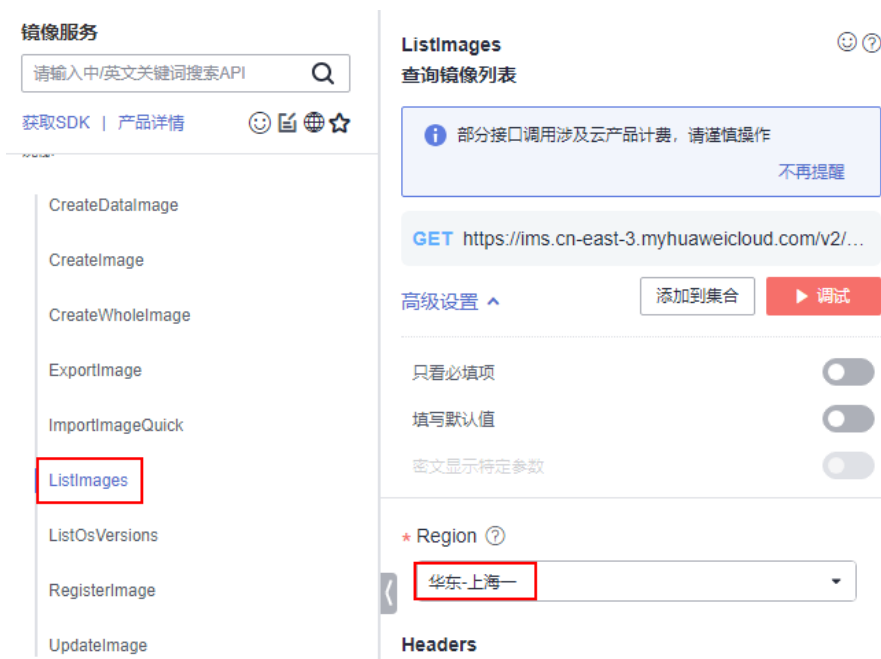 镜像服务
请输入中/英文关键词搜索API
获取SDK | 产品详情
CreateDataImage
CreateImage
CreateWholeImage
ExportImage
ImportImageQuick
ListImages
ListOsVersions
RegisterImage
UpdateImage
ListImages
查询镜像列表
部分接口调用涉及云产品计费，请谨慎操作
不再提醒
GET https://ims.cn-east-3.myhuaweicloud.com/v2/...
高级设置
添加到集合
调试
只看必填项
填写默认值
密文显示特定参数
* Region
华东-上海一
Headers